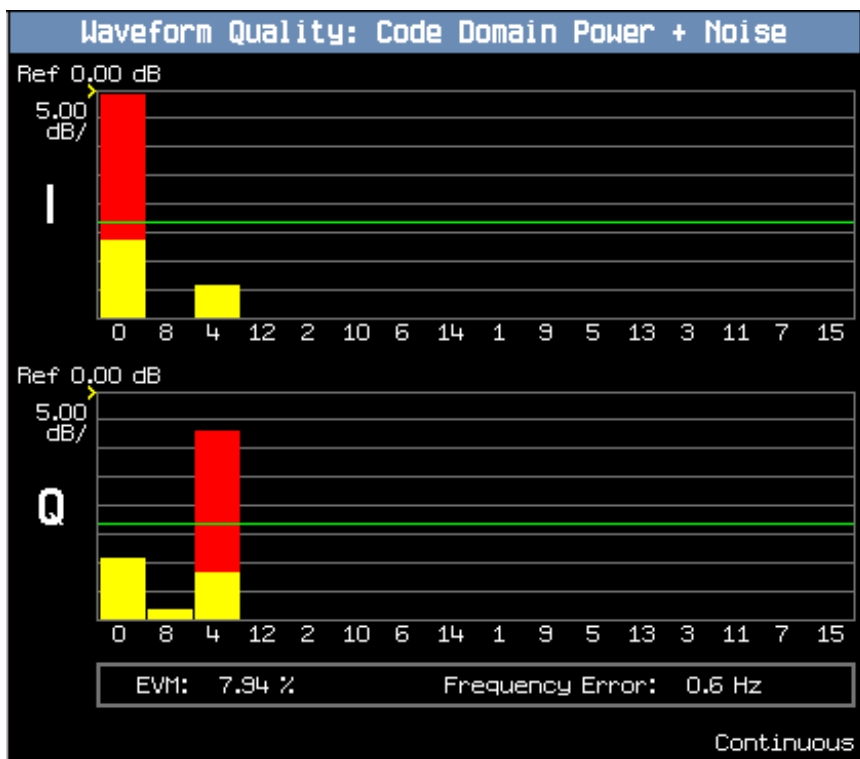 Waveform Quality: Code Domain Power + Noise
Ref 0.00 dB
5.00
dB/
I
0 8 4 12 2 10 6 14 1 9 5 13 3 11 7 15
Ref 0.00 dB
5.00
dB/
Q
0 8 4 12 2 10 6 14 1 9 5 13 3 11 7 15
EVM: 7.94 % Frequency Error: 0.6 Hz
Continuous